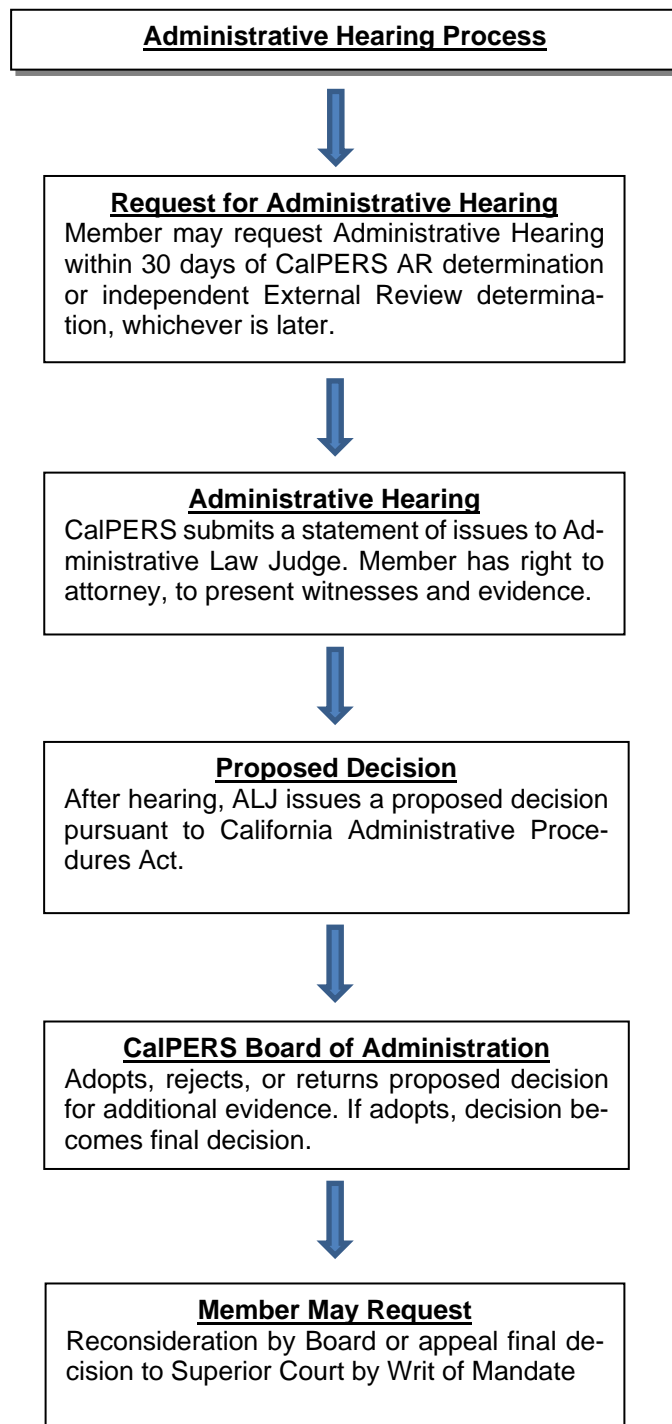 Administrative Hearing Process
Request for Administrative Hearing
Member may request Administrative Hearing
within 30 days of CalPERS AR determination
or independent External Review determina-
tion, whichever is later.
Administrative Hearing
CalPERS submits a statement of issues to Ad-
ministrative Law Judge. Member has right to
attorney, to present witnesses and evidence.
Proposed Decision
After hearing, ALJ issues a proposed decision
pursuant to California Administrative Proce-
dures Act.
CalPERS Board of Administration
Adopts, rejects, or returns proposed decision
for additional evidence. If adopts, decision be-
comes final decision.
Member May Request
Reconsideration by Board or appeal final de-
cision to Superior Court by Writ of Mandate